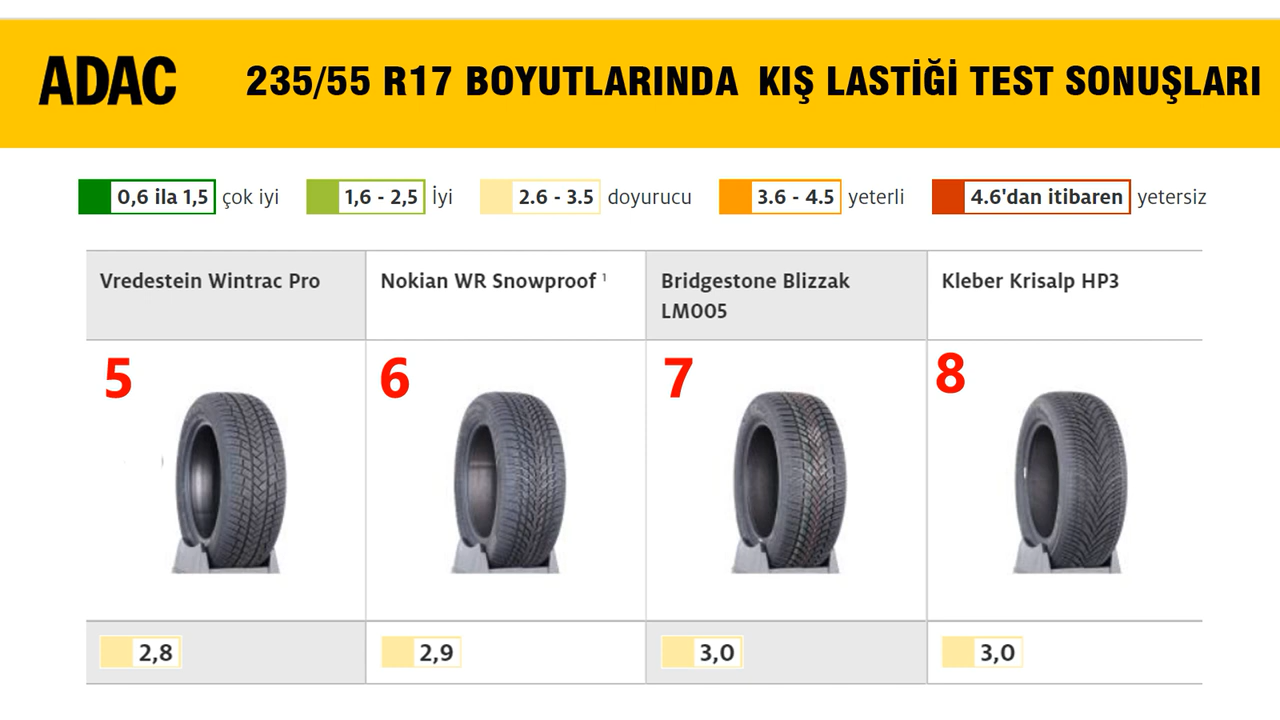 ADAC
235/55 R17 BOYUTLARINDA KIŞ LASTİĞİ TEST SONUŞLARI
0,6 ila 1,5 çok iyi
1,6 - 2,5 İyi
2.6 - 3.5 doyurucu
3.6 - 4.5 yeterli
4.6'dan itibaren yetersiz
Vredestein Wintrac Pro
Nokian WR Snowproof ¹
Bridgestone Blizzak
LM005
Kleber Krisalp HP3
5
6
7
8
2,8
2,9
3,0
3,0